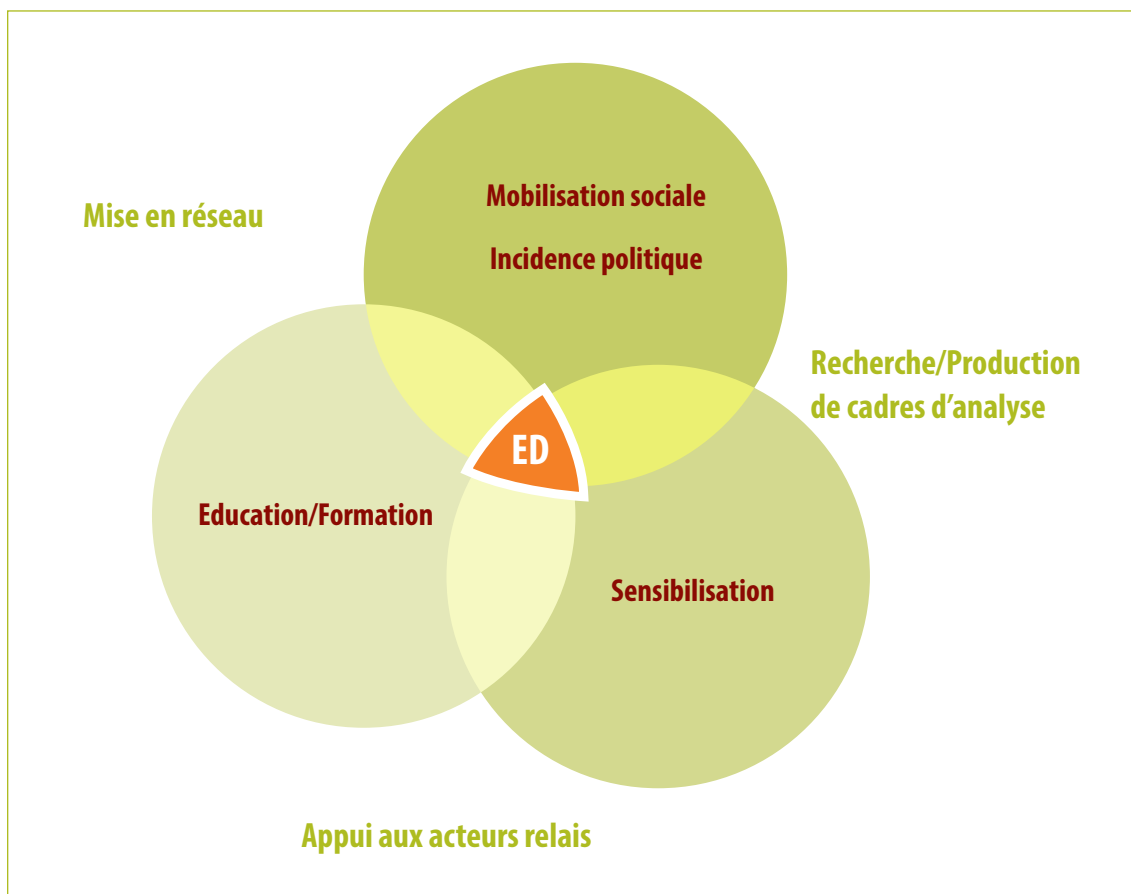 Mobilisation sociale
Mise en réseau
Incidence politique
Recherche/Production
de cadres d’analyse
ED
Education/Formation
Sensibilisation
Appui aux acteurs relais